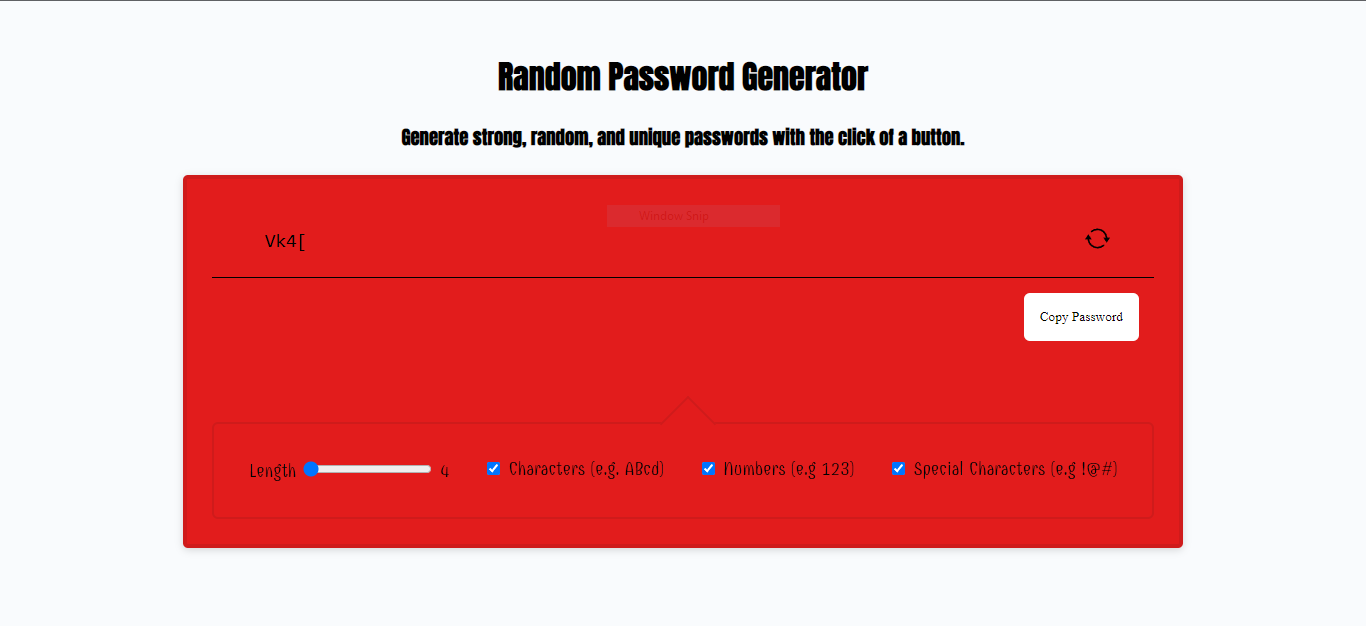 Random Password Generator
Generate strong, random, and unique passwords with the click of a button.
Window Snip
Vk4[
Copy Password
Length 4 Characters (e.g. ABcd) Numbers (e.g 123) Special Characters (e.g !@#)